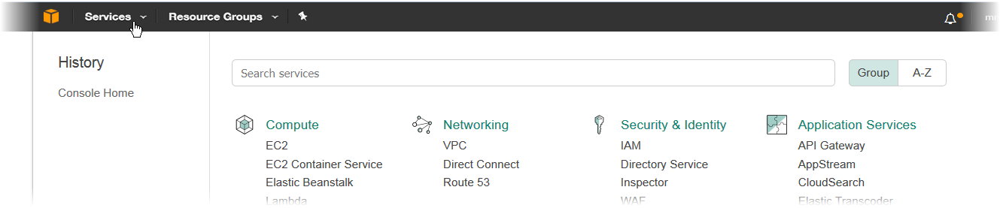 Services Resource Groups
History
Console Home
Search services
Group A-Z
Compute
EC2
EC2 Container Service
Elastic Beanstalk
Lambda
Networking
VPC
Direct Connect
Route 53
Security & Identity
IAM
Directory Service
Inspector
WAF
Application Services
API Gateway
AppStream
CloudSearch
Elastic Transcoder